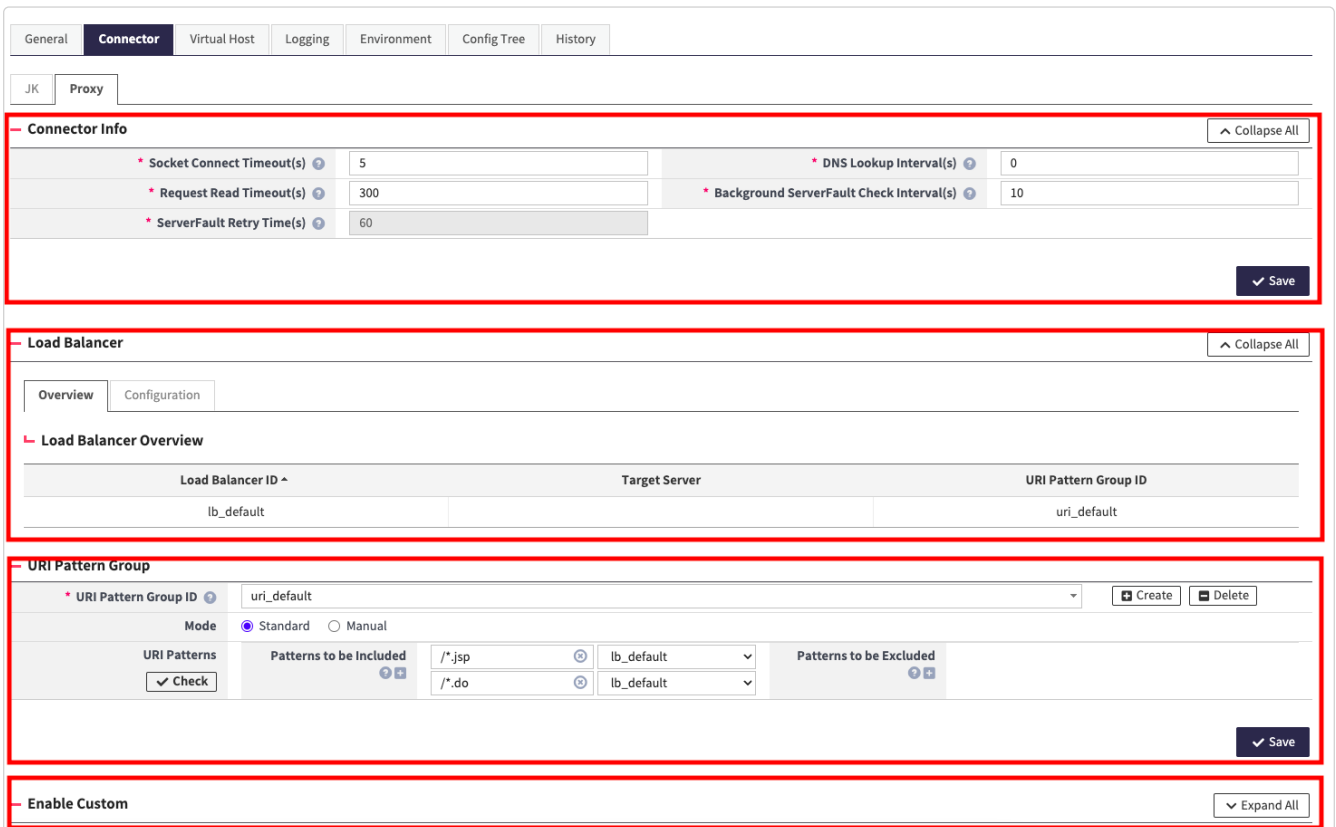 General Connector Virtual Host Logging Environment Config Tree History
JK Proxy
Connector Info Collapse All
* Socket Connect Timeout(s) ? 5 * DNS Lookup Interval(s) ? 0
* Request Read Timeout(s) ? 300 * Background ServerFault Check Interval(s) ? 10
* ServerFault Retry Time(s) ? 60
Save
Load Balancer Collapse All
Overview Configuration
Load Balancer Overview
Load Balancer ID Target Server URI Pattern Group ID
lb_default uri_default
URI Pattern Group
* URI Pattern Group ID ? uri_default Create Delete
Mode Standard Manual
URI Patterns Patterns to be Included /*.jsp lb_default Patterns to be Excluded
Check ? /*.do lb_default ?
Save
Enable Custom Expand All